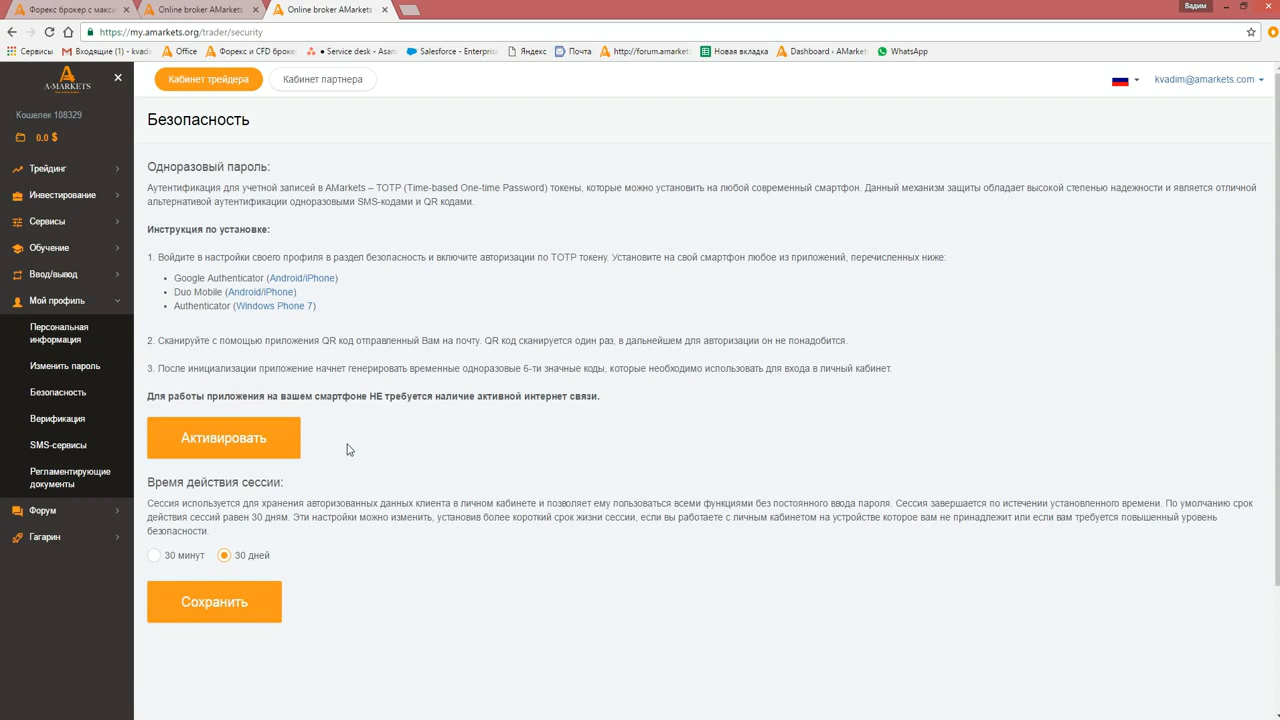 Форекс брокер с макси
Online broker AMarkets
Online broker AMarkets
Вадим
https://my.amarkets.org/trader/security
Сервисы
Входящие (1) - kvadi
Office
Форекс и CFD броке
● Service desk - Asan
Salesforce - Enterprise
Яндекс
Почта
http://forum.amarkets
Новая вкладка
Dashboard ‹ AMarke
WhatsApp
A-MARKETS
Кабинет трейдера
Кабинет партнера
kvadim@amarkets.com
Кошелек 108329
0.0 $
Трейдинг
Инвестирование
Сервисы
Обучение
Ввод/вывод
Мой профиль
Персональная
информация
Изменить пароль
Безопасность
Верификация
SMS-сервисы
Регламентирующие
документы
Форум
Гагарин
Безопасность
Одноразовый пароль:
Аутентификация для учетной записи в AMarkets – TOTP (Time-based One-time Password) токены, которые можно установить на любой современный смартфон. Данный механизм защиты обладает высокой степенью надежности и является отличной
альтернативой аутентификации одноразовыми SMS-кодами и QR кодами.
Инструкция по установке:
1. Войдите в настройки своего профиля в раздел безопасность и включите авторизации по TOTP токену. Установите на свой смартфон любое из приложений, перечисленных ниже:
• Google Authenticator (Android/iPhone)
• Duo Mobile (Android/iPhone)
• Authenticator (Windows Phone 7)
2. Сканируйте с помощью приложения QR код отправленный Вам на почту. QR код сканируется один раз, в дальнейшем для авторизации он не понадобится.
3. После инициализации приложение начнет генерировать временные одноразовые 6-ти значные коды, которые необходимо использовать для входа в личный кабинет.
Для работы приложения на вашем смартфоне НЕ требуется наличие активной интернет связи.
Активировать
Время действия сессии:
Сессия используется для хранения авторизованных данных клиента в личном кабинете и позволяет ему пользоваться всеми функциями без постоянного ввода пароля. Сессия завершается по истечении установленного времени. По умолчанию срок
действия сессий равен 30 дням. Эти настройки можно изменить, установив более короткий срок жизни сессии, если вы работаете с личным кабинетом на устройстве которое вам не принадлежит или если вам требуется повышенный уровень
безопасности.
30 минут
30 дней
Сохранить